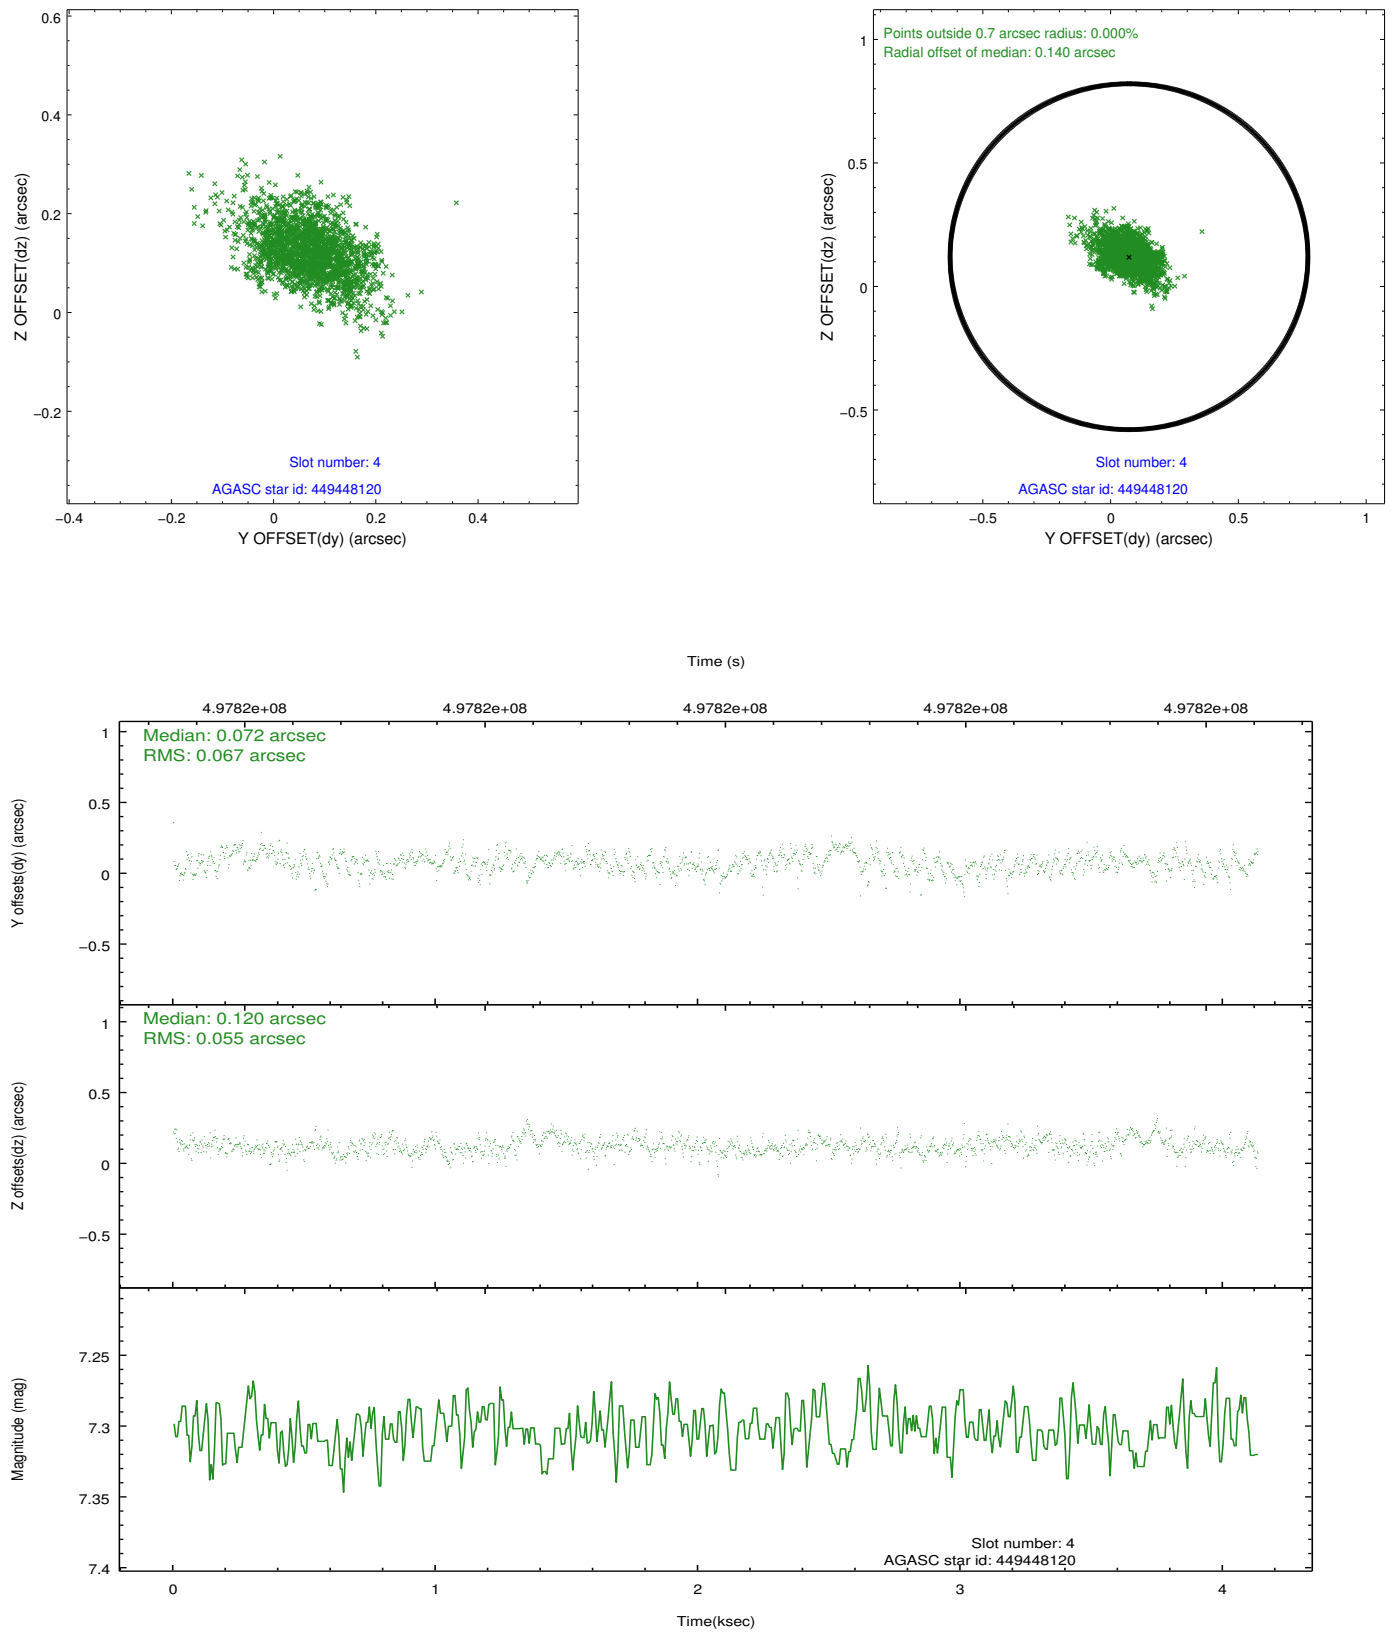 0.6
0.4
0.2
0
−0.2
−0.4
−0.2
0
0.2
0.4
Z OFFSET(dz) (arcsec)
Y OFFSET(dy) (arcsec)
Slot number: 4
AGASC star id: 449448120
Points outside 0.7 arcsec radius: 0.000%
Radial offset of median: 0.140 arcsec
1
0.5
0
−0.5
−0.5
0
0.5
1
Z OFFSET(dz) (arcsec)
Y OFFSET(dy) (arcsec)
Slot number: 4
AGASC star id: 449448120
Time (s)
4.9782e+08
4.9782e+08
4.9782e+08
4.9782e+08
4.9782e+08
Median: 0.072 arcsec
RMS: 0.067 arcsec
1
0.5
0
−0.5
Y offsets(dy) (arcsec)
Median: 0.120 arcsec
RMS: 0.055 arcsec
1
0.5
0
−0.5
Z offsets(dz) (arcsec)
7.25
7.3
7.35
7.4
Magnitude (mag)
Slot number: 4
AGASC star id: 449448120
0
1
2
3
4
Time(ksec)